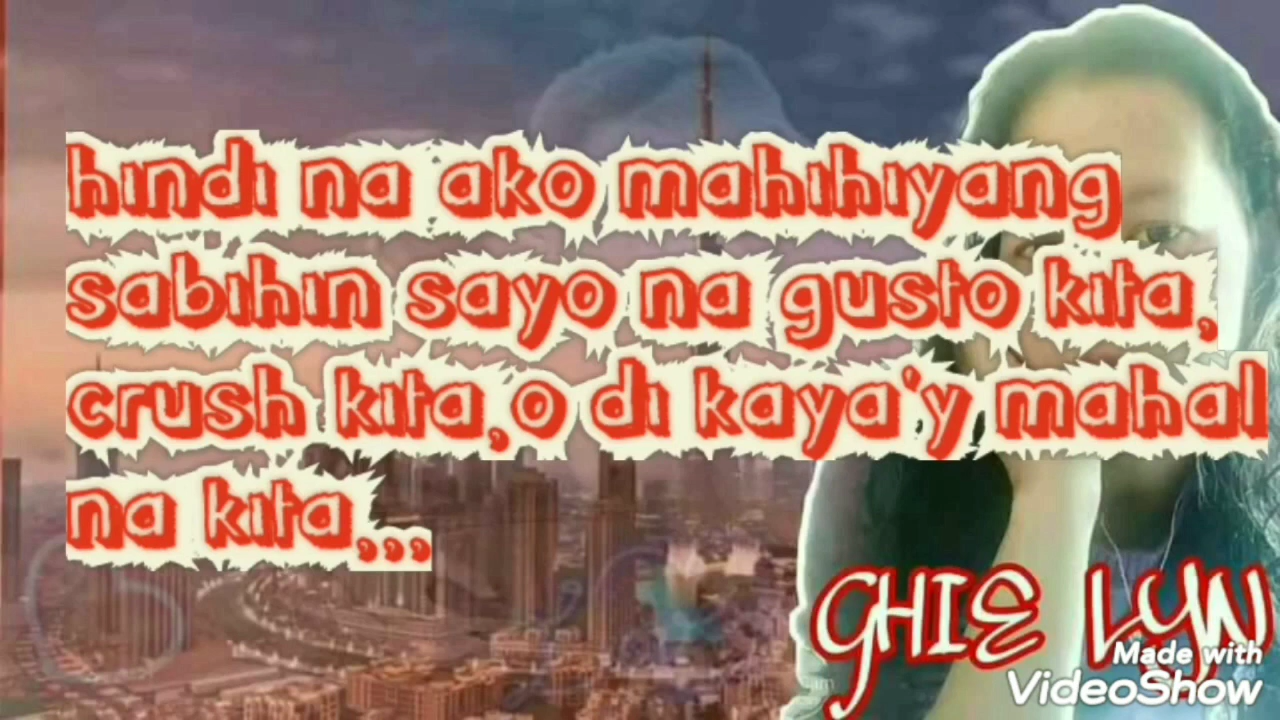 hindi na ako mahihiyang
sabihin sayo na gusto kita,
crush kita,o di kaya'y mahal
na kita,,,
GHIE LYN
Made with
VideoShow